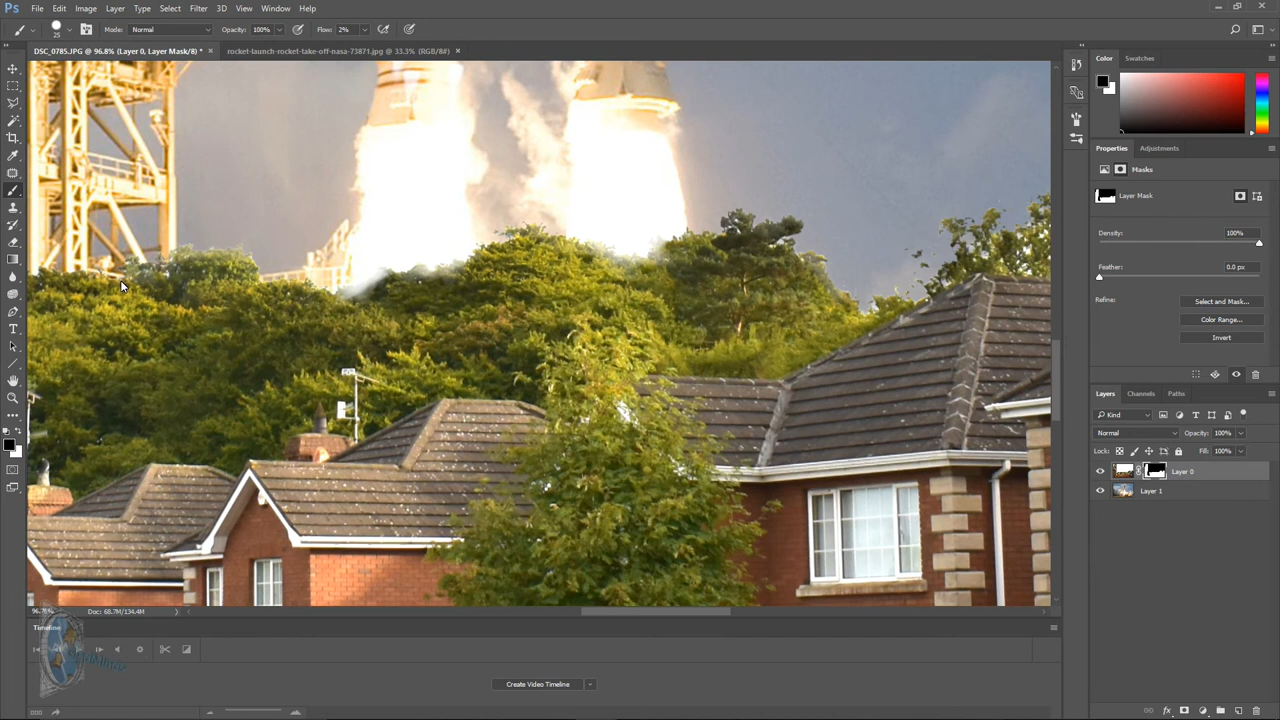 Ps File Edit Image Layer Type Select Filter 3D View Window Help
25 Mode: Normal Opacity: 100% Flow: 2%
DSC_0785.JPG @ 96.8% (Layer 0, Layer Mask/8) * × rocket-launch-rocket-take-off-nasa-73871.jpg @ 33.3% (RGB/8#) ×
Color Swatches
Properties Adjustments
Masks
Layer Mask
Density: 100%
Feather: 0.0 px
Refine: Select and Mask...
Color Range...
Invert
Layers Channels Paths
Kind
Normal Opacity: 100%
Lock: Fill: 100%
Layer 0
Layer 1
Doc: 68.7M/134.4M
Timeline
Create Video Timeline